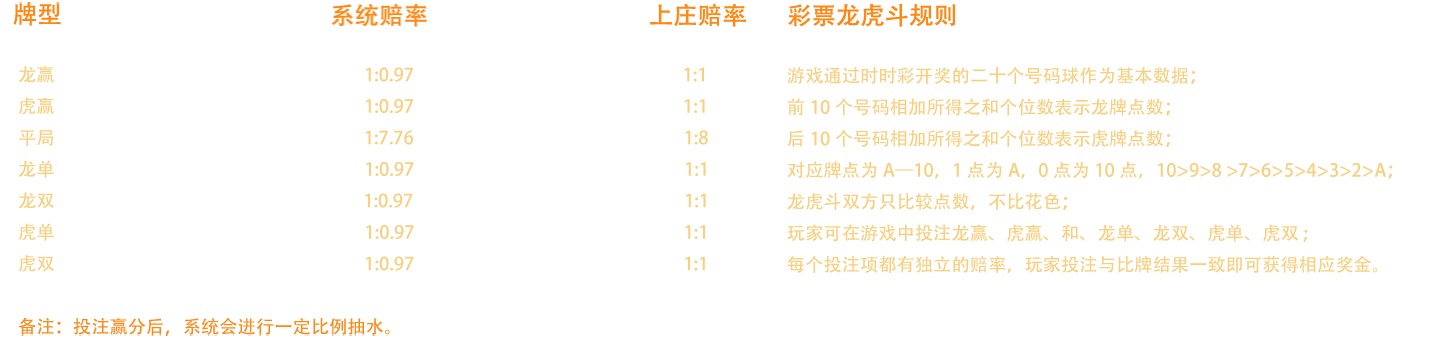 牌型 系统赔率 上庄赔率 彩票龙虎斗规则
龙赢 1:0.97 1:1 游戏通过时时彩开奖的二十个号码球作为基本数据；
虎赢 1:0.97 1:1 前 10 个号码相加所得之和个位数表示龙牌点数；
平局 1:7.76 1:8 后 10 个号码相加所得之和个位数表示虎牌点数；
龙单 1:0.97 1:1 对应牌点为 A—10，1 点为 A，0 点为 10 点，10>9>8 >7>6>5>4>3>2>A；
龙双 1:0.97 1:1 龙虎斗双方只比较点数，不比花色；
虎单 1:0.97 1:1 玩家可在游戏中投注龙赢、虎赢、和、龙单、龙双、虎单、虎双；
虎双 1:0.97 1:1 每个投注项都有独立的赔率，玩家投注与比牌结果一致即可获得相应奖金。
备注：投注赢分后，系统会进行一定比例抽水。